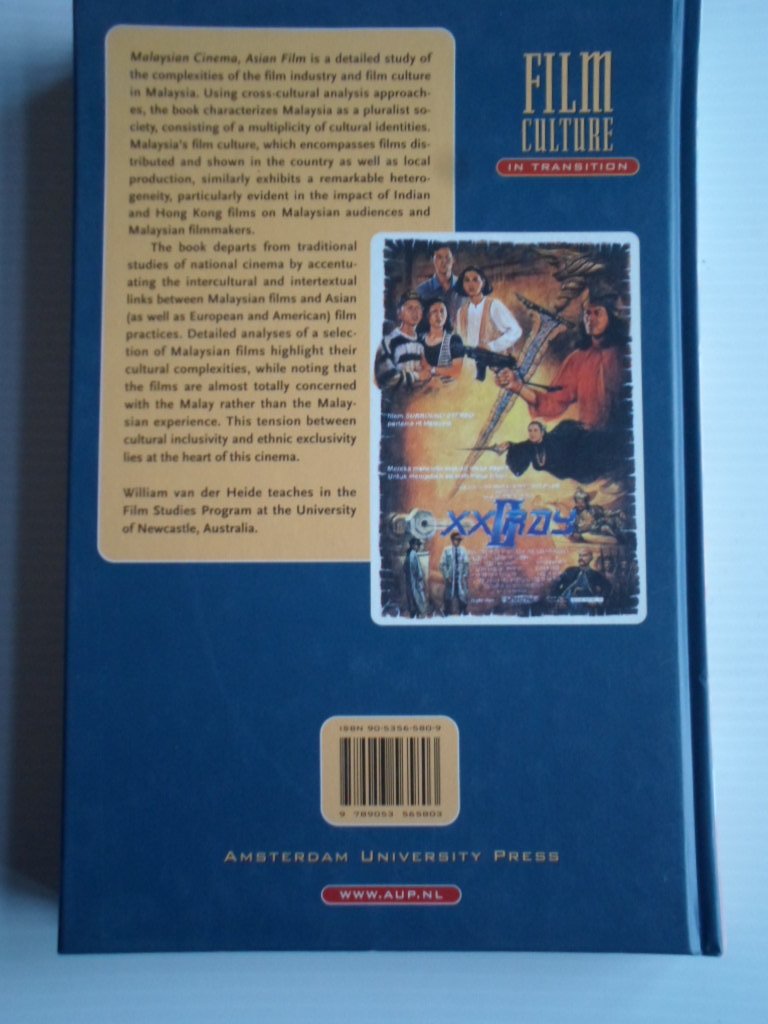 Malaysian Cinema, Asian Film is a detailed study of
the complexities of the film industry and film culture
in Malaysia. Using cross-cultural analysis approach-
es, the book characterizes Malaysia as a pluralist so-
ciety, consisting of a multiplicity of cultural identities.
Malaysia's film culture, which encompasses films dis-
tributed and shown in the country as well as local
production, similarly exhibits a remarkable hetero-
geneity, particularly evident in the impact of Indian
and Hong Kong films on Malaysian audiences and
Malaysian filmmakers.
The book departs from traditional
studies of national cinema by accentu-
ating the intercultural and intertextual
links between Malaysian films and Asian
(as well as European and American) film
practices. Detailed analyses of a selec-
tion of Malaysian films highlight their
cultural complexities, while noting that
the films are almost totally concerned
with the Malay rather than the Malay-
sian experience. This tension between
cultural inclusivity and ethnic exclusivity
lies at the heart of this cinema.
William van der Heide teaches in the
Film Studies Program at the University
of Newcastle, Australia.
FILM
CULTURE
IN TRANSITION
pertama di Malaysia
XX Ray
ISBN 90-5356-580-9
9 789053 565803
AMSTERDAM UNIVERSITY PRESS
WWW.AUP.NL